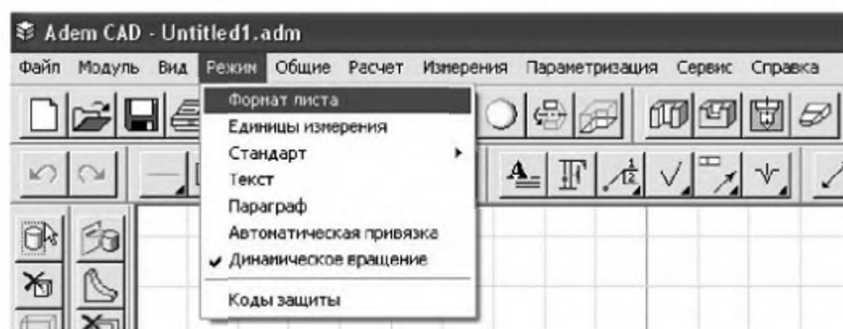 Adem CAD - Untitled1.adm
Файл Модуль Вид Режим Общие Расчет Измерения Параметризация Сервис Справка
Формат листа
Единицы измерения
Стандарт
Текст
Параграф
Автоматическая привязка
Динамическое вращение
Коды защиты